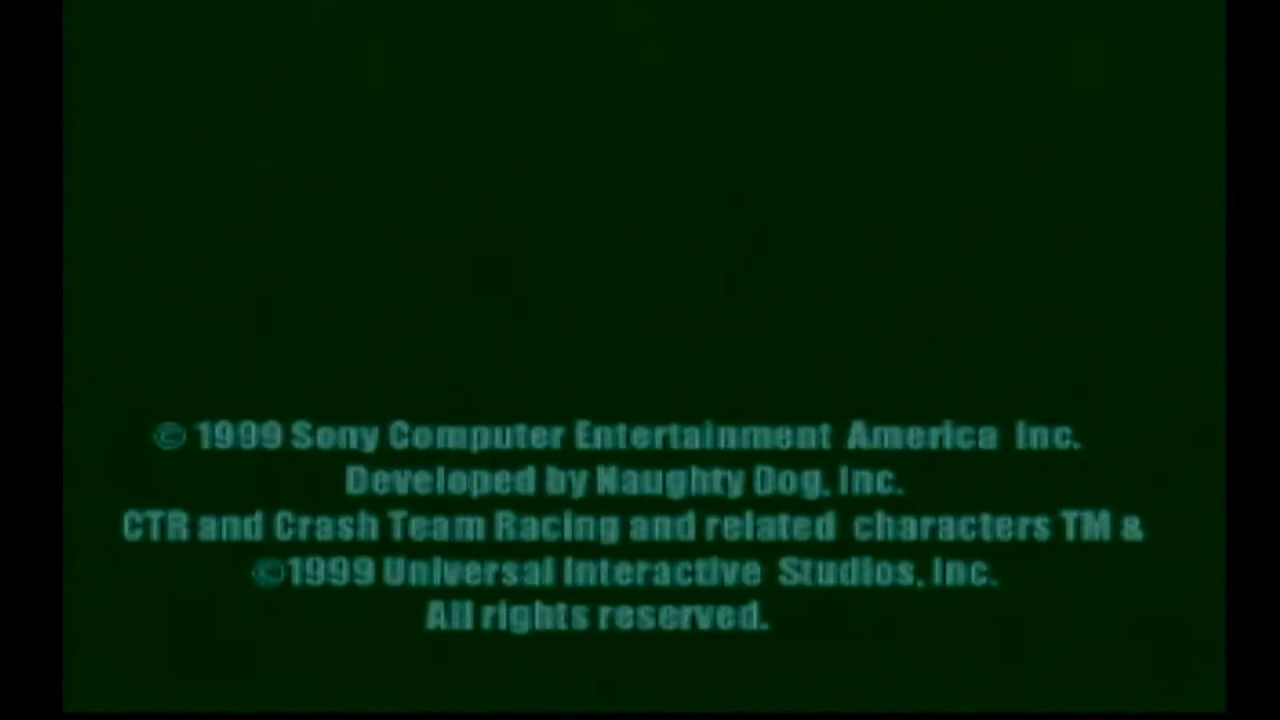 © 1999 Sony Computer Entertainment America Inc.
Developed by Naughty Dog, Inc.
CTR and Crash Team Racing and related characters TM &
©1999 Universal Interactive Studios, Inc.
All rights reserved.